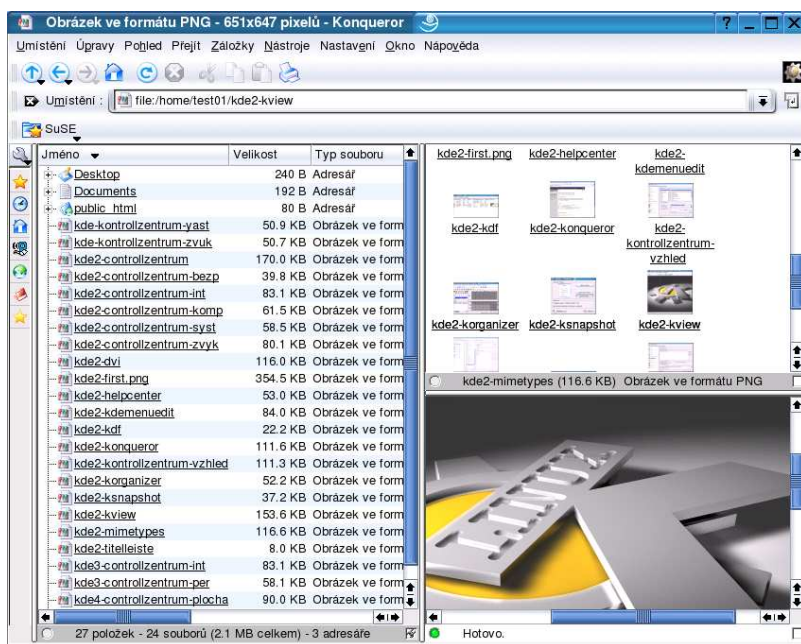 Obrázek ve formátu PNG - 651x647 pixelů - Konqueror
Umístění Úpravy Pohled Přejít Záložky Nástroje Nastavení Okno Nápověda
Umístění : file:/home/test01/kde2-kview
SuSE
Jméno Velikost Typ souboru
Desktop 240 B Adresář
Documents 192 B Adresář
public_html 80 B Adresář
kde-kontrollzentrum-yast 50.9 KB Obrázek ve form
kde-kontrollzentrum-zvuk 50.7 KB Obrázek ve form
kde2-controllzentrum 170.0 KB Obrázek ve form
kde2-controllzentrum-bezp 39.8 KB Obrázek ve form
kde2-controllzentrum-int 83.1 KB Obrázek ve form
kde2-controllzentrum-komp 61.5 KB Obrázek ve form
kde2-controllzentrum-syst 58.5 KB Obrázek ve form
kde2-controllzentrum-zvyk 80.1 KB Obrázek ve form
kde2-dvi 116.0 KB Obrázek ve form
kde2-first.png 354.5 KB Obrázek ve form
kde2-helpcenter 53.0 KB Obrázek ve form
kde2-kdemenuedit 84.0 KB Obrázek ve form
kde2-kdf 22.2 KB Obrázek ve form
kde2-konqueror 111.6 KB Obrázek ve form
kde2-kontrollzentrum-vzhled 111.3 KB Obrázek ve form
kde2-korganizer 52.2 KB Obrázek ve form
kde2-ksnapshot 37.2 KB Obrázek ve form
kde2-kview 153.6 KB Obrázek ve form
kde2-mimetypes 116.6 KB Obrázek ve form
kde2-titelleiste 8.0 KB Obrázek ve form
kde3-controllzentrum-int 83.1 KB Obrázek ve form
kde3-controllzentrum-per 58.1 KB Obrázek ve form
kde4-controllzentrum-plocha 90.0 KB Obrázek ve form
27 položek - 24 souborů (2.1 MB celkem) - 3 adresáře
kde2-first.png kde2-helpcenter kde2-
kdemenuedit
kde2-kdf kde2-konqueror kde2-
kontrollzentrum-
vzhled
kde2-korganizer kde2-ksnapshot kde2-kview
kde2-mimetypes (116.6 KB) Obrázek ve formátu PNG
LINUX
Hotovo.